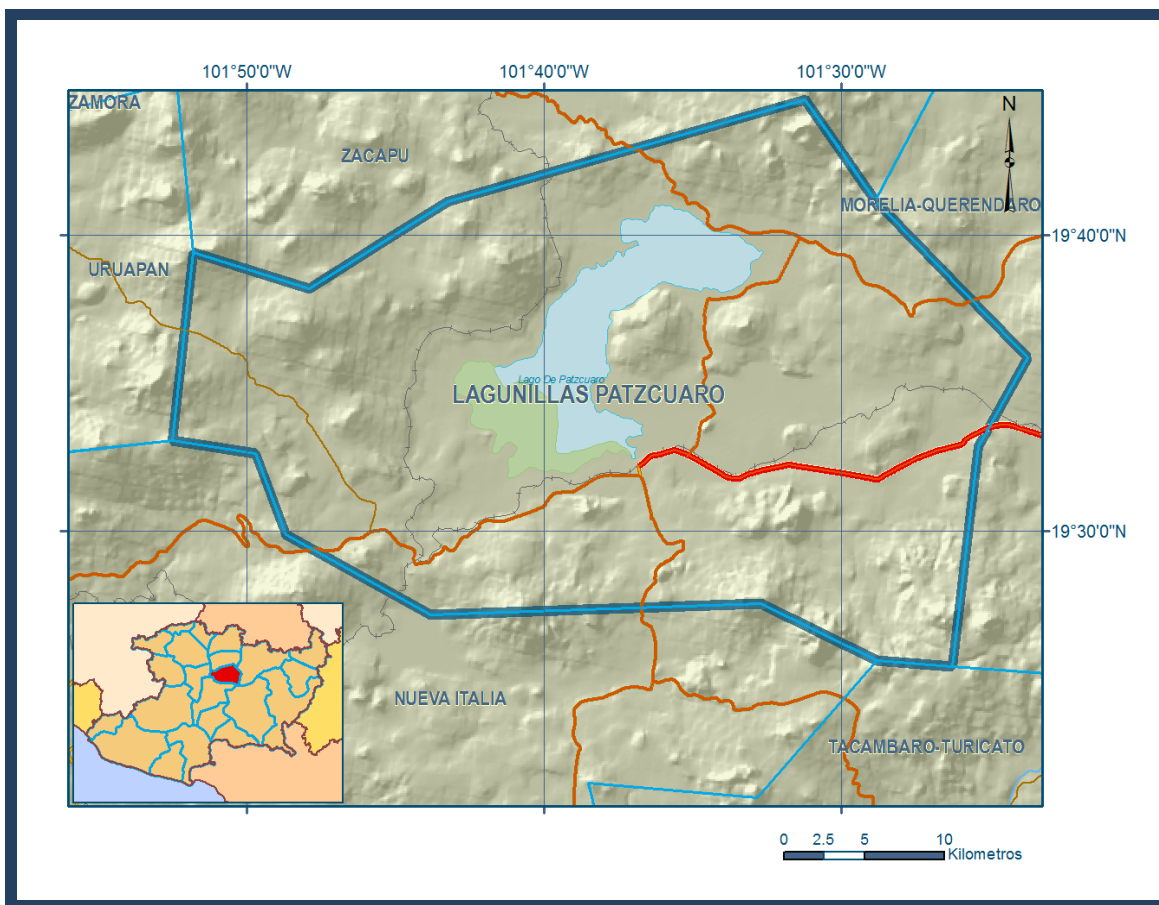 101°50'0"W
101°40'0"W
101°30'0"W
ZAMORA
N
ZACAPU
MORELIA-QUERENDARO
19°40'0"N
URUAPAN
Lago De Patzcuaro
LAGUNILLAS PATZCUARO
19°30'0"N
NUEVA ITALIA
TACAMBARO-TURICATO
0 2.5 5 10
Kilometros